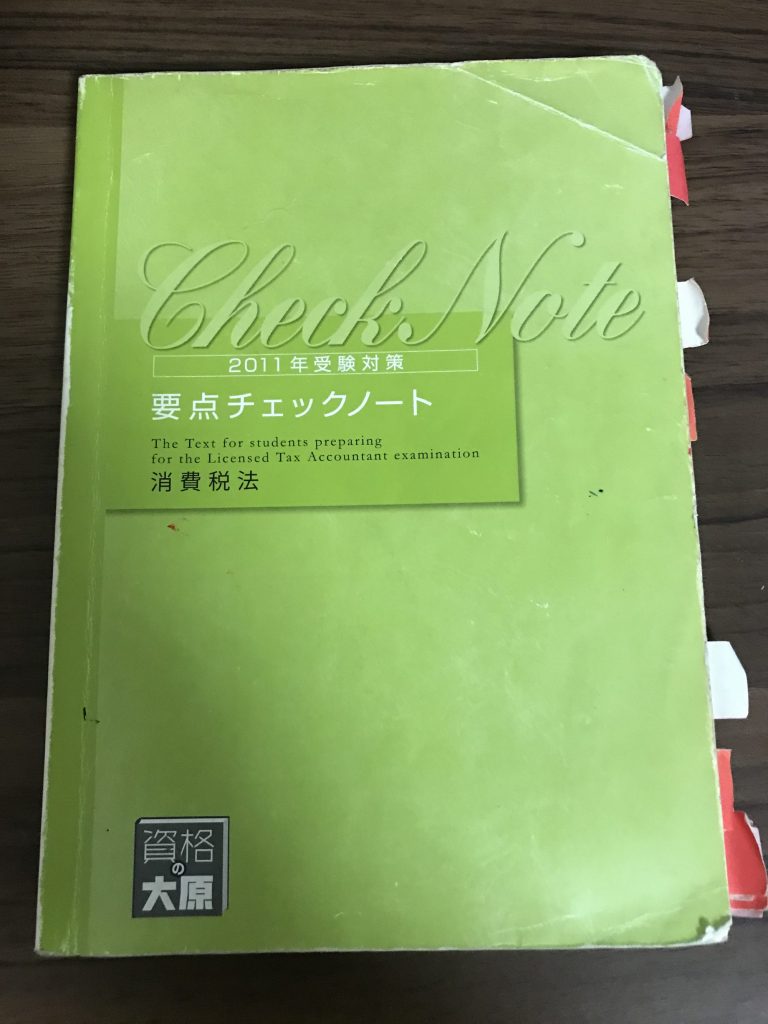 Check Note
2011年受験対策
要点チェックノート
The Text for students preparing
for the Licensed Tax Accountant examination
消費税法
資格
の
大原